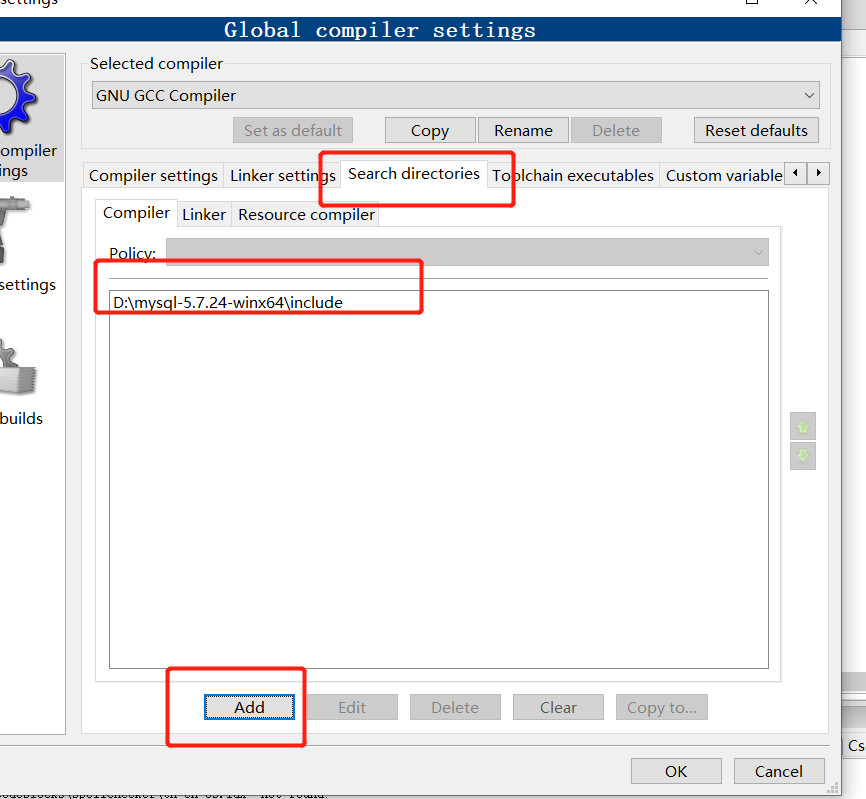 settings
Global compiler settings
Selected compiler
GNU GCC Compiler
Set as default Copy Rename Delete Reset defaults
ompiler
ings
Compiler settings Linker settings Search directories Toolchain executables Custom variable
Compiler Linker Resource compiler
Policy:
settings
D:\mysql-5.7.24-winx64\include
builds
Add Edit Delete Clear Copy to...
Cs
OK Cancel